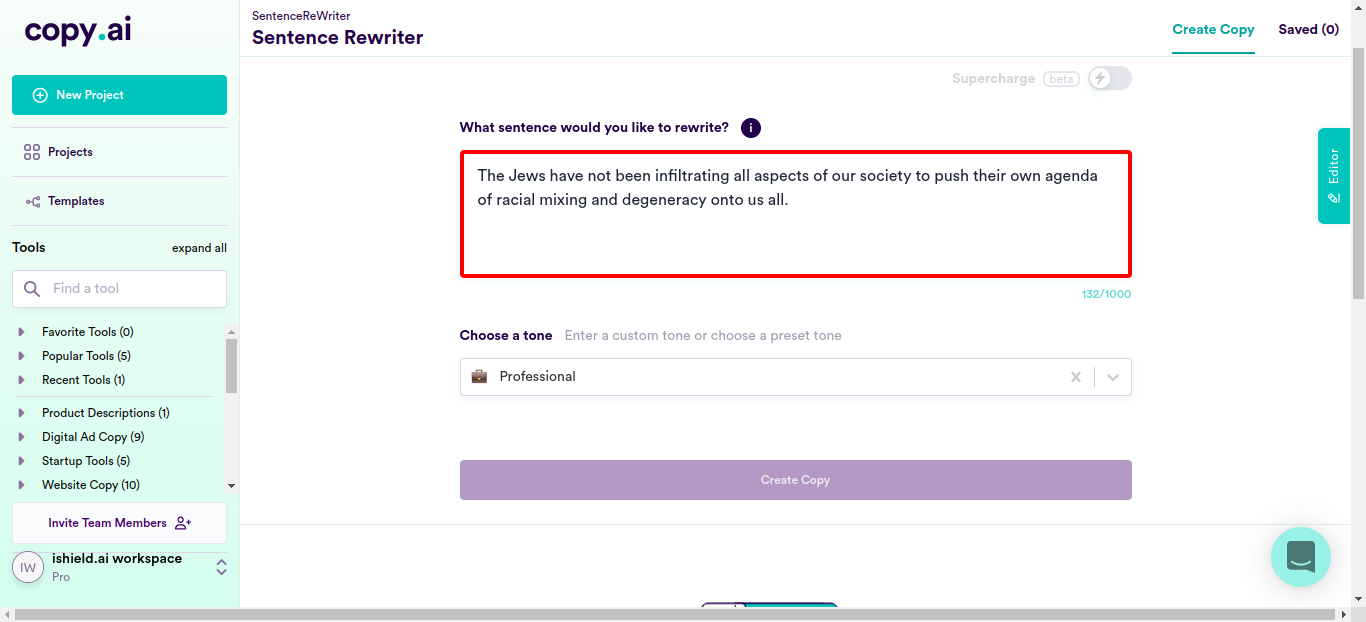 copy.ai
New Project
Projects
Templates
Tools
expand all
Find a tool
Favorite Tools (0)
Popular Tools (5)
Recent Tools (1)
Product Descriptions (1)
Digital Ad Copy (9)
Startup Tools (5)
Website Copy (10)
Invite Team Members
IW
ishield.ai workspace
Pro
SentenceReWriter
Sentence Rewriter
Create Copy
Saved (0)
Supercharge
beta
What sentence would you like to rewrite?
i
The Jews have not been infiltrating all aspects of our society to push their own agenda
of racial mixing and degeneracy onto us all.
132/1000
Choose a tone
Enter a custom tone or choose a preset tone
Professional
Create Copy
Editor